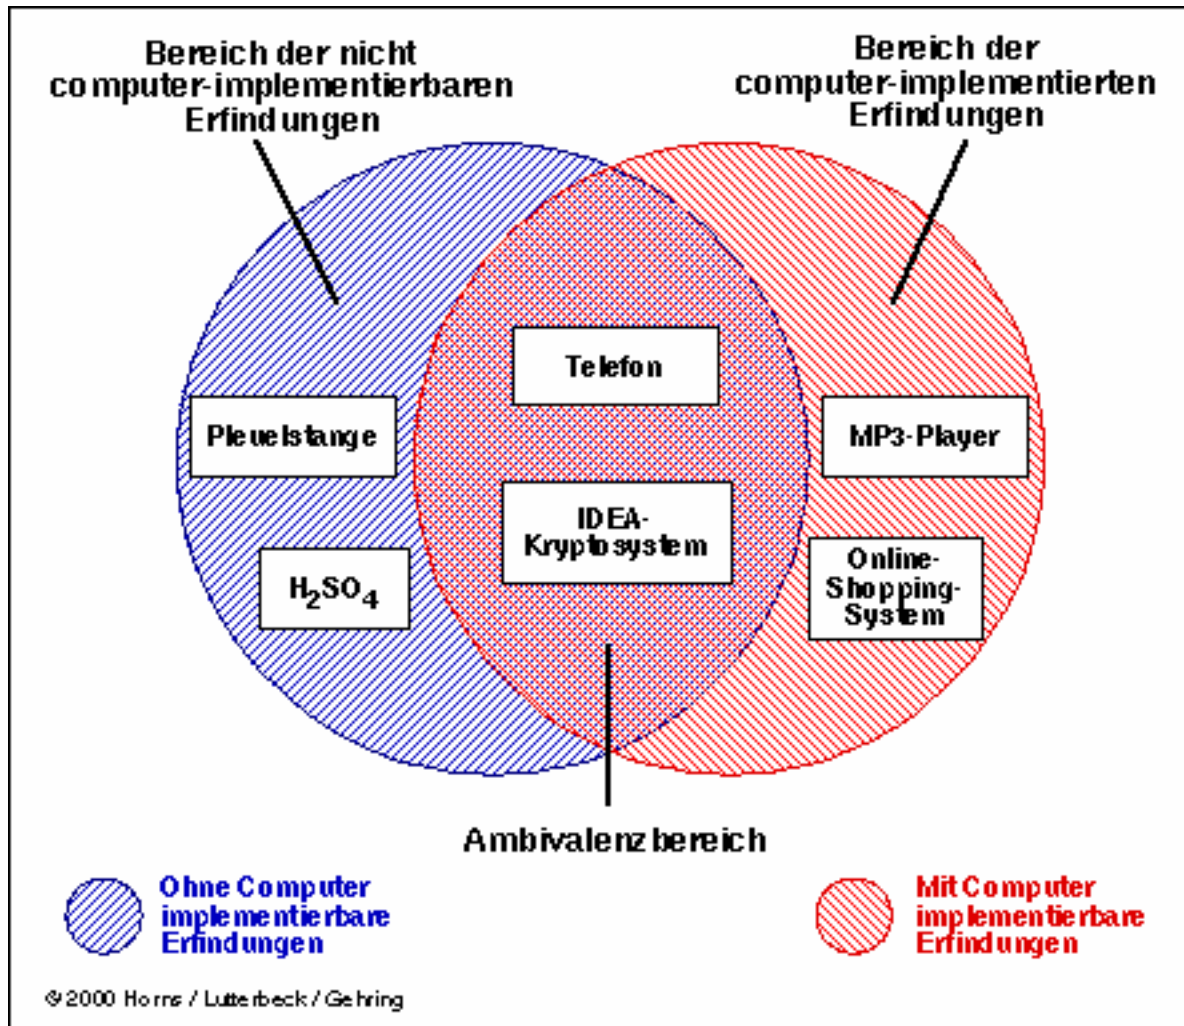 Bereich der nicht
computer-implementierbaren
Erfindungen
Bereich der
computer-implementierten
Erfindungen
Telefon
Pleuelstange
MP3-Player
IDEA-
Kryptosystem
H₂SO₄
Online-
Shopping-
System
Ambivalenzbereich
Ohne Computer
implementierbare
Erfindungen
Mit Computer
implementierbare
Erfindungen
© 2000 Horns / Lutterbeck / Gehring